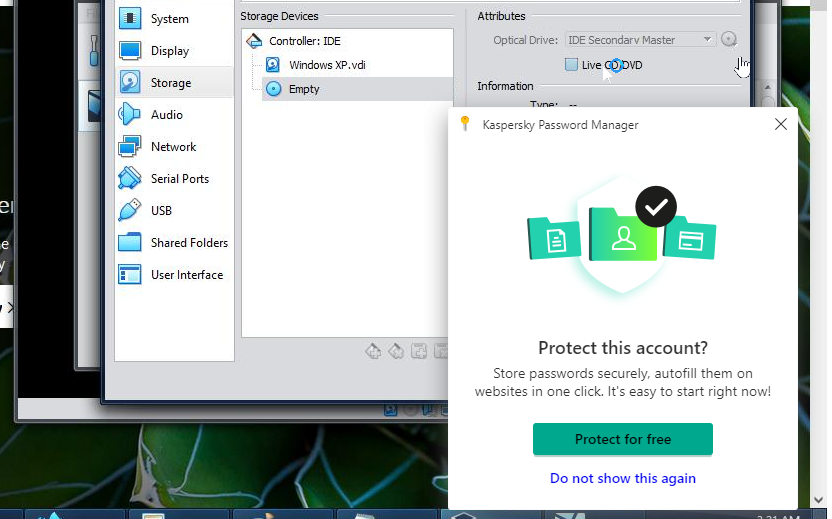 System
Display
Storage
Audio
Network
Serial Ports
USB
Shared Folders
User Interface
Storage Devices
Controller: IDE
Windows XP.vdi
Empty
Attributes
Optical Drive: IDE Secondary Master
Live CD/DVD
Information
Type: --
Kaspersky Password Manager
Protect this account?
Store passwords securely, autofill them on
websites in one click. It's easy to start right now!
Protect for free
Do not show this again